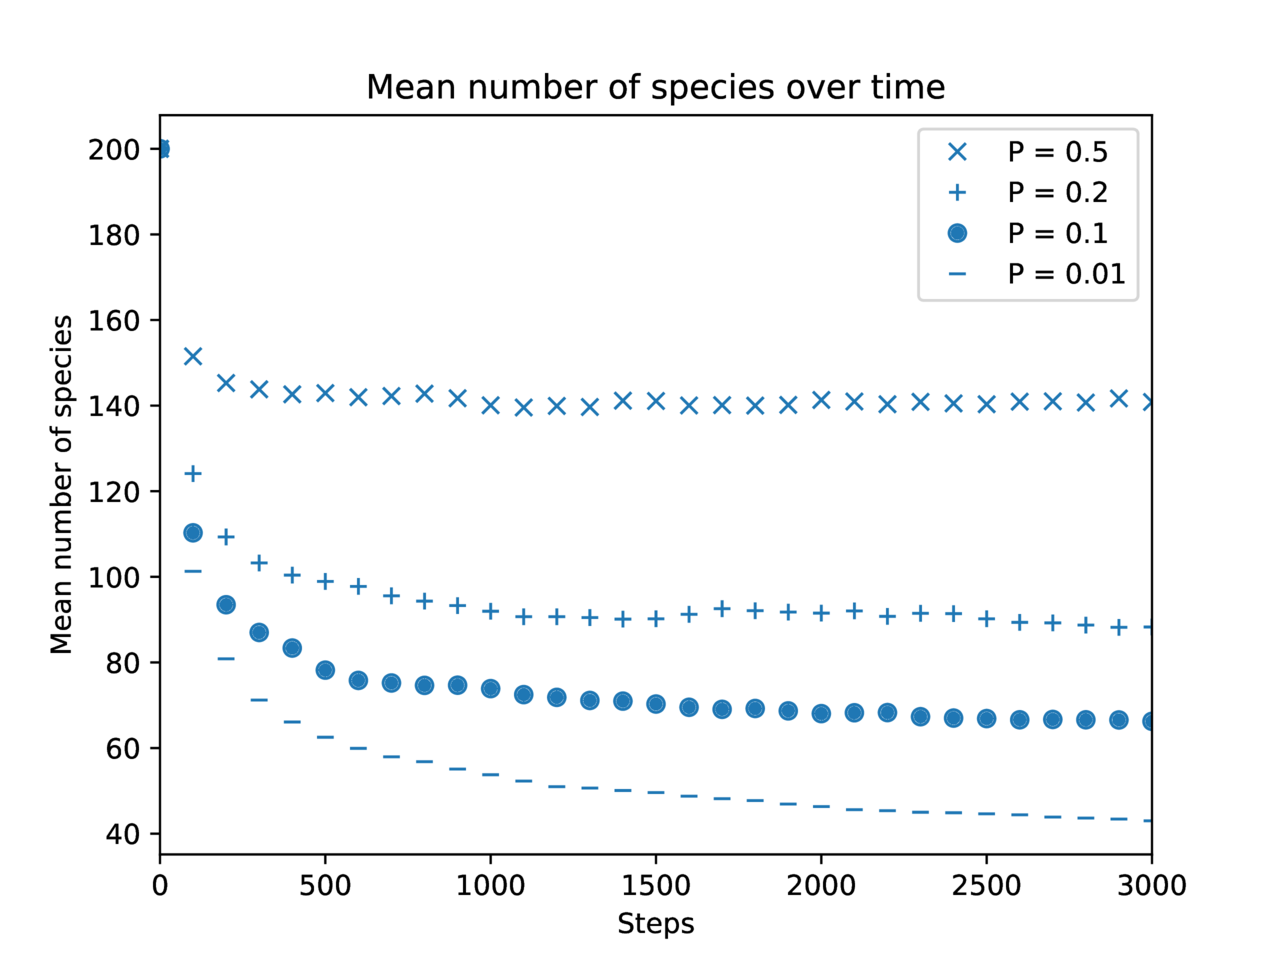 Mean number of species over time
P = 0.5
P = 0.2
P = 0.1
P = 0.01
Mean number of species
200
180
160
140
120
100
80
60
40
0 500 1000 1500 2000 2500 3000
Steps